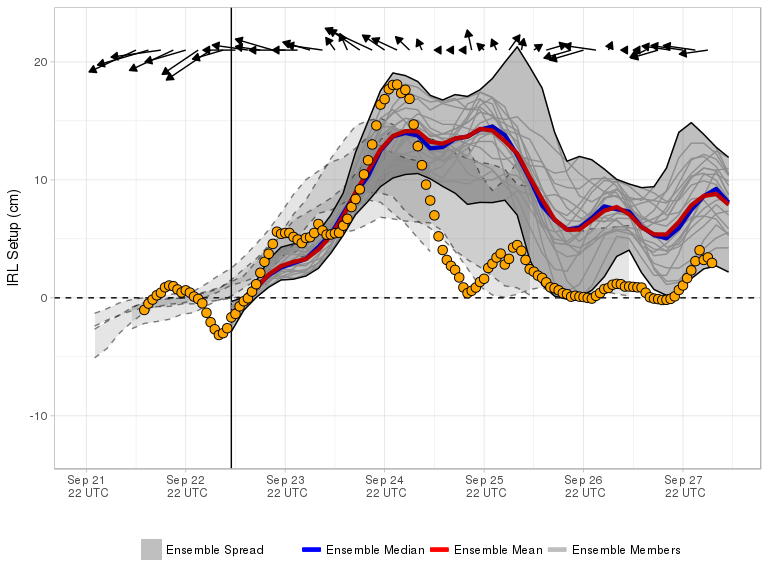 IRL Setup (cm)
20
10
0
-10
Sep 21 Sep 22 Sep 23 Sep 24 Sep 25 Sep 26 Sep 27
22 UTC 22 UTC 22 UTC 22 UTC 22 UTC 22 UTC 22 UTC
Ensemble Spread Ensemble Median Ensemble Mean Ensemble Members